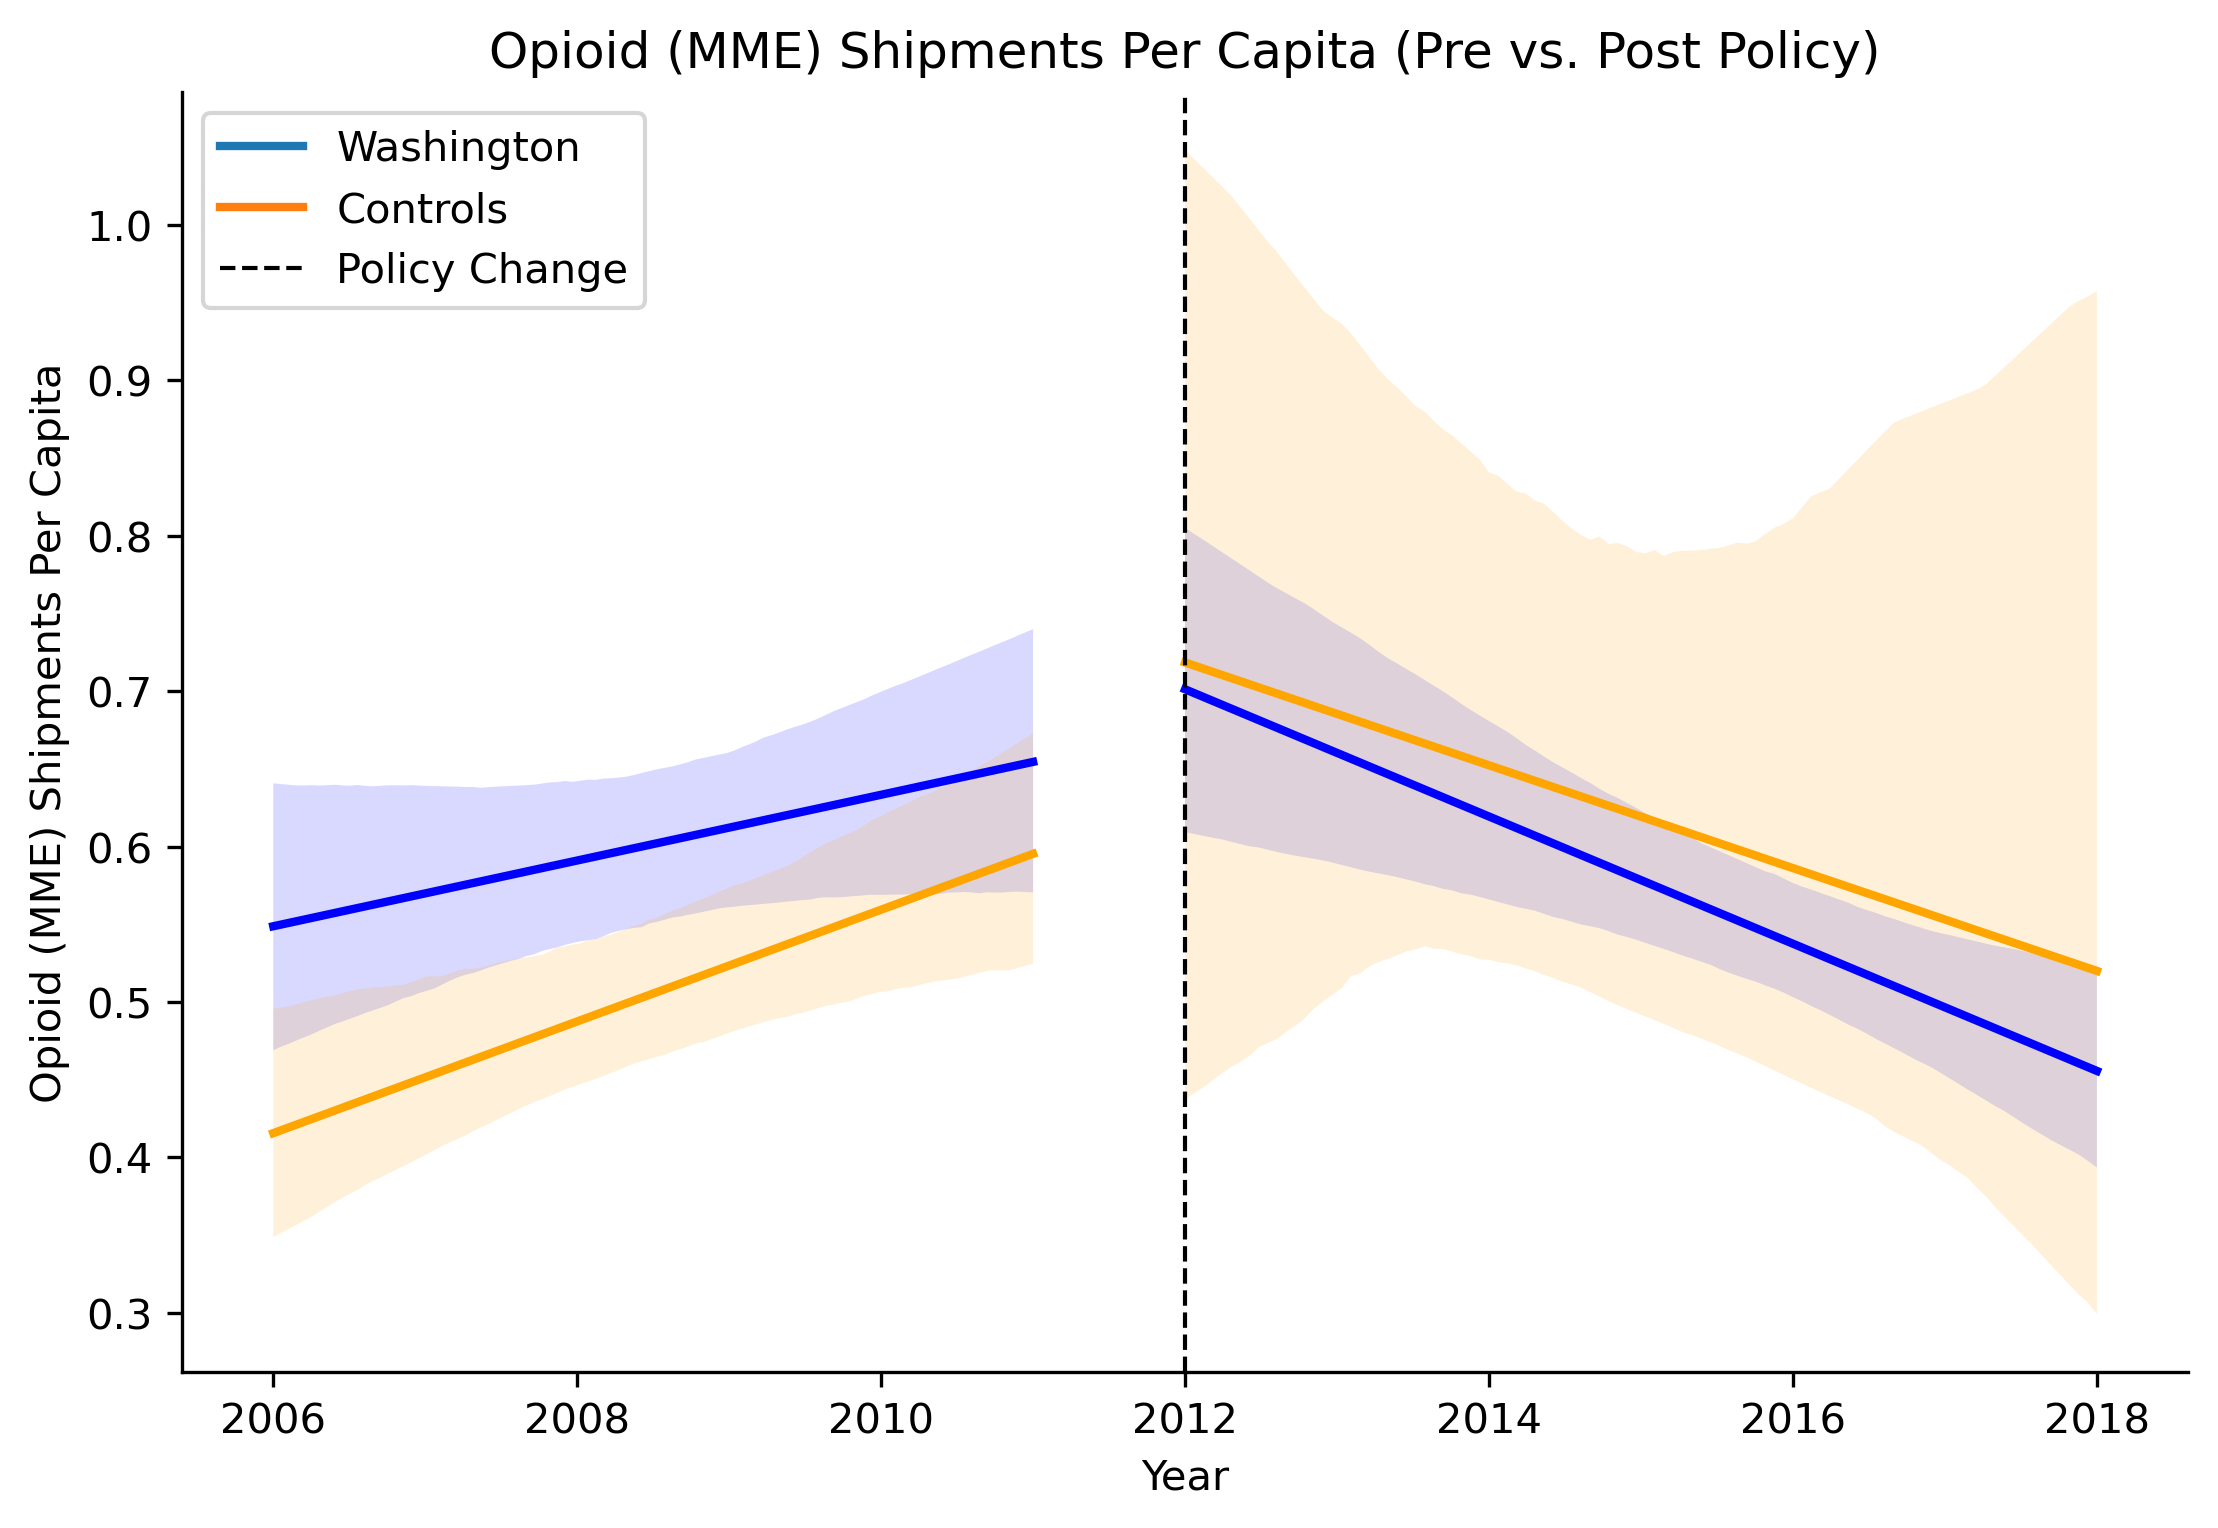 Opioid (MME) Shipments Per Capita (Pre vs. Post Policy)
Washington
Controls
Policy Change
Opioid (MME) Shipments Per Capita
1.0
0.9
0.8
0.7
0.6
0.5
0.4
0.3
2006 2008 2010 2012 2014 2016 2018
Year